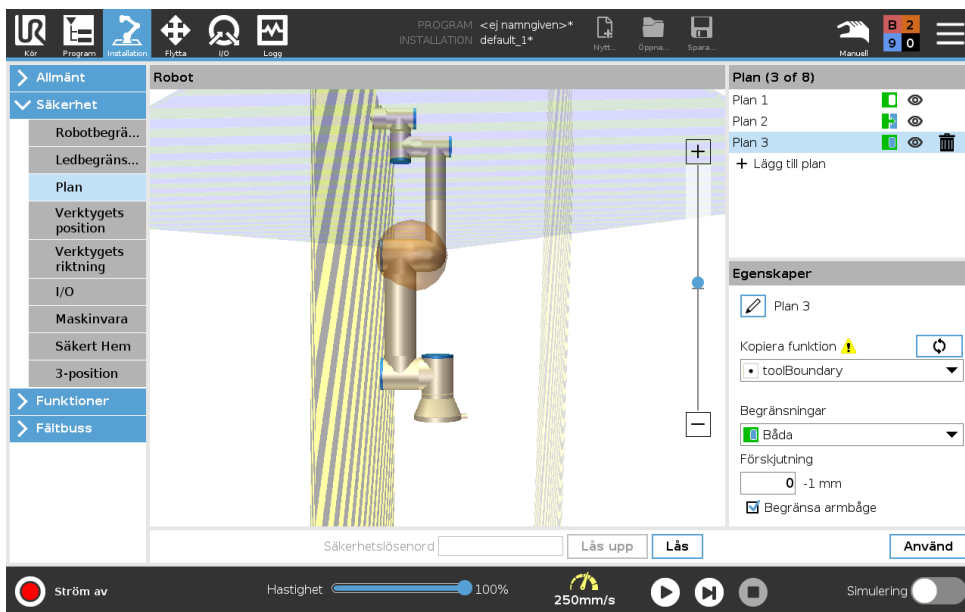 PROGRAM <ej namngiven>*
INSTALLATION default_1*
Kör
Program
Installation
Flytta
I/O
Logg
Nytt...
Öppna...
Spara...
Manuell
B 2
9 0
Allmänt
Säkerhet
Robotbegrä...
Ledbegräns...
Plan
Verktygets
position
Verktygets
riktning
I/O
Maskinvara
Säkert Hem
3-position
Funktioner
Fältbuss
Robot
+
−
Plan (3 of 8)
Plan 1
Plan 2
Plan 3
+ Lägg till plan
Egenskaper
Plan 3
Kopiera funktion
toolBoundary
Begränsningar
Båda
Förskjutning
0 -1 mm
Begränsa armbåge
Säkerhetslösenord
Lås upp
Lås
Använd
Ström av
Hastighet 100%
250mm/s
Simulering